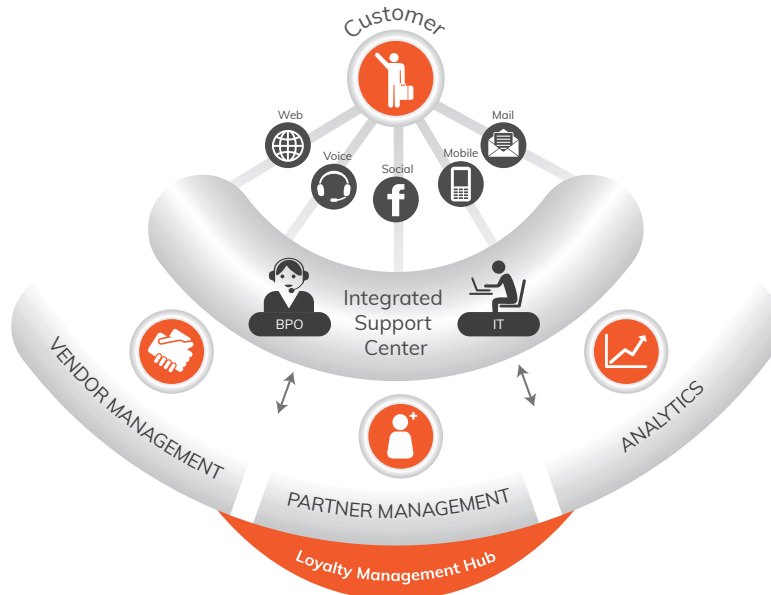 Customer
Web
Mail
Voice
Mobile
Social
f
BPO
Integrated
Support
Center
IT
VENDOR MANAGEMENT
PARTNER MANAGEMENT
ANALYTICS
Loyalty Management Hub